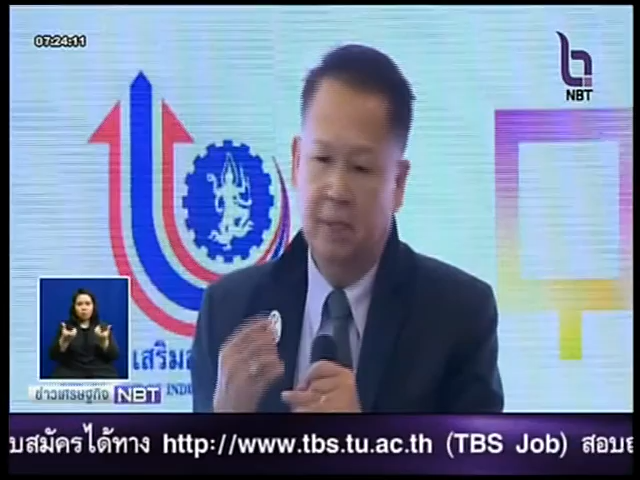 07:24:11
NBT
เสริม
INDU
ข่าวเศรษฐกิจ NBT
บสมัครได้ทาง http://www.tbs.tu.ac.th (TBS Job) สอบถ